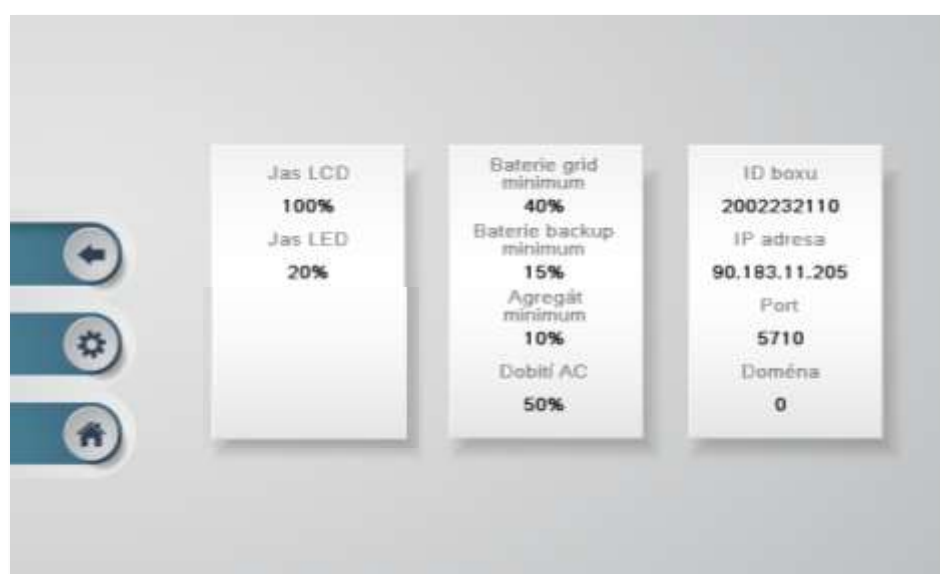 Jas LCD
100%
Jas LED
20%
Baterie grid
minimum
40%
Baterie backup
minimum
15%
Agregát
minimum
10%
Dobití AC
50%
ID boxu
2002232110
IP adresa
90.183.11.205
Port
5710
Doména
0